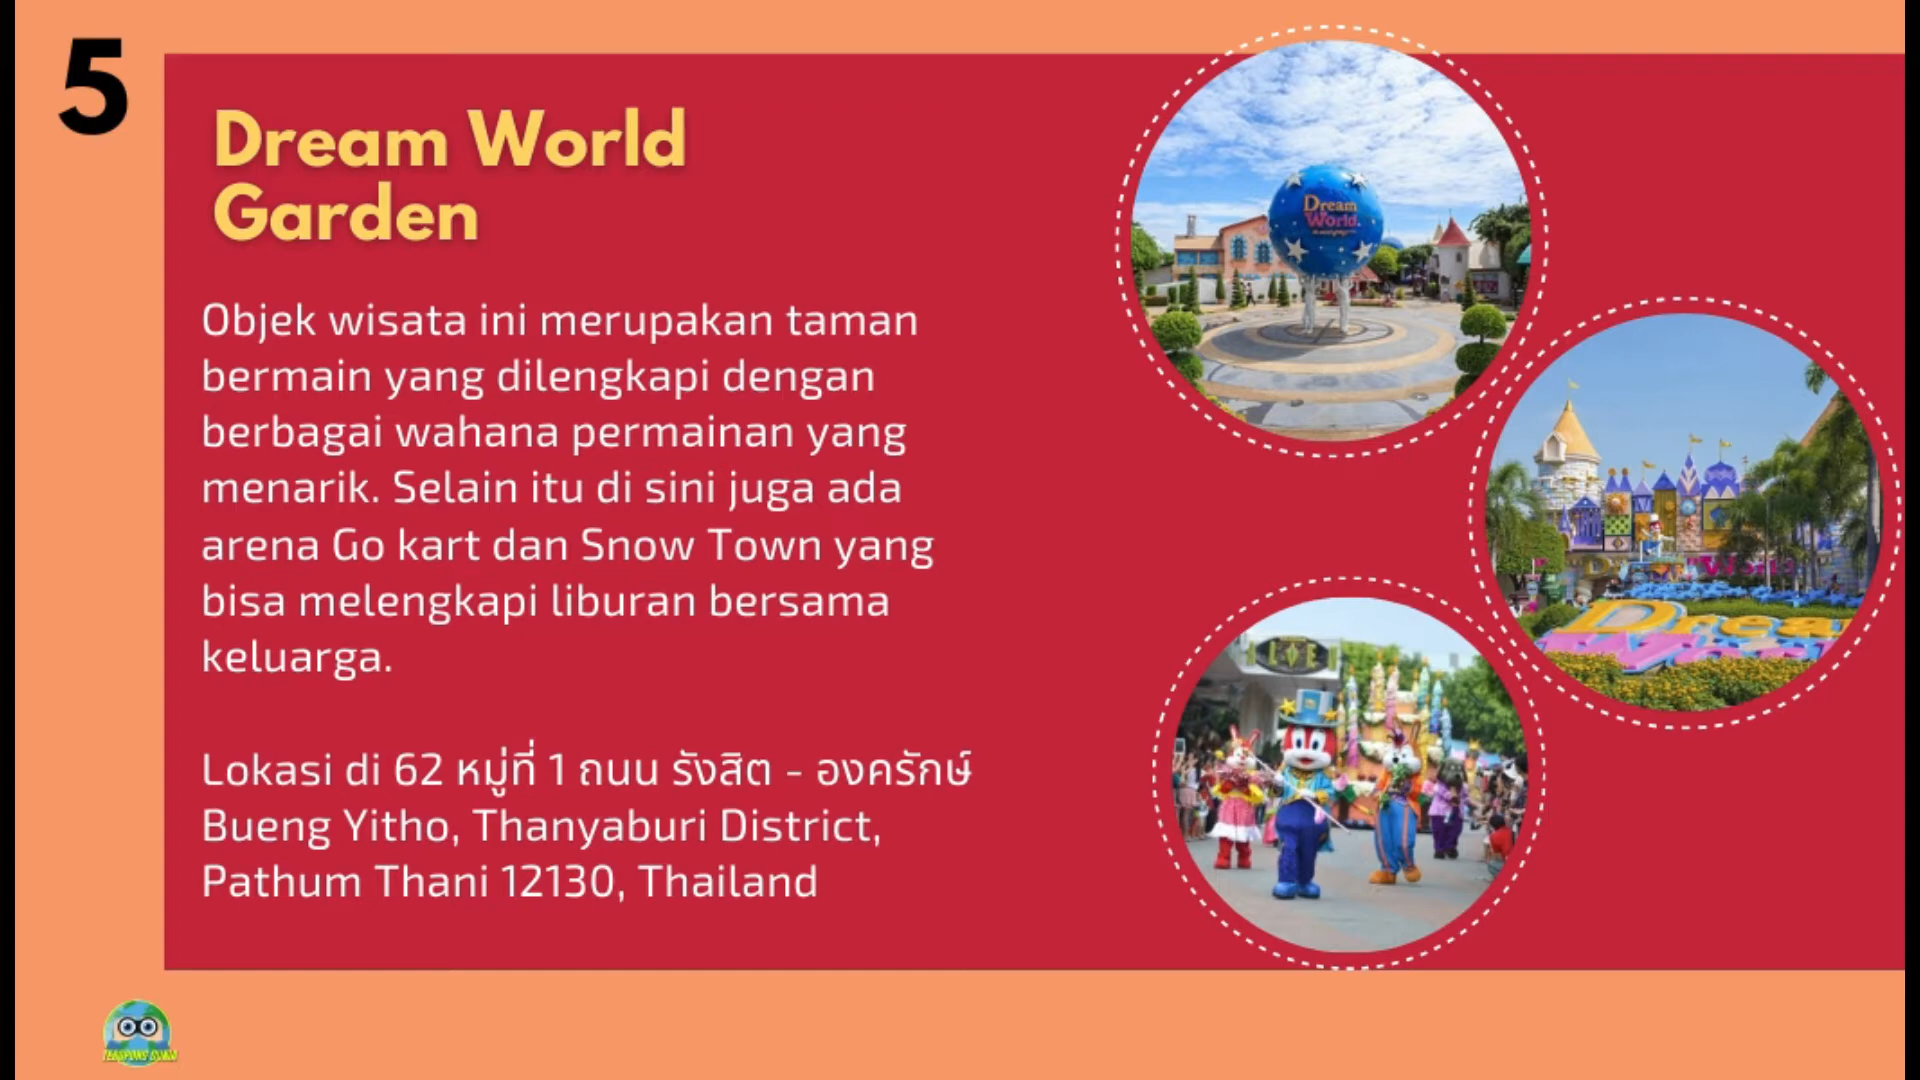 5
Dream World
Garden
Objek wisata ini merupakan taman
bermain yang dilengkapi dengan
berbagai wahana permainan yang
menarik. Selain itu di sini juga ada
arena Go kart dan Snow Town yang
bisa melengkapi liburan bersama
keluarga.
Lokasi di 62 หมู่ที่ 1 ถนน รังสิต - องครักษ์
Bueng Yitho, Thanyaburi District,
Pathum Thani 12130, Thailand
Dream
World
Dream World